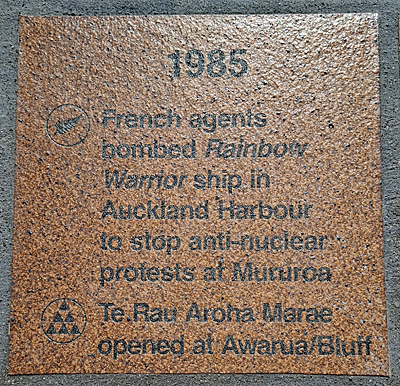 1985
French agents
bombed Rainbow
Warrior ship in
Auckland Harbour
to stop anti-nuclear
protests at Mururoa
Te Rau Aroha Marae
opened at Awarua/Bluff